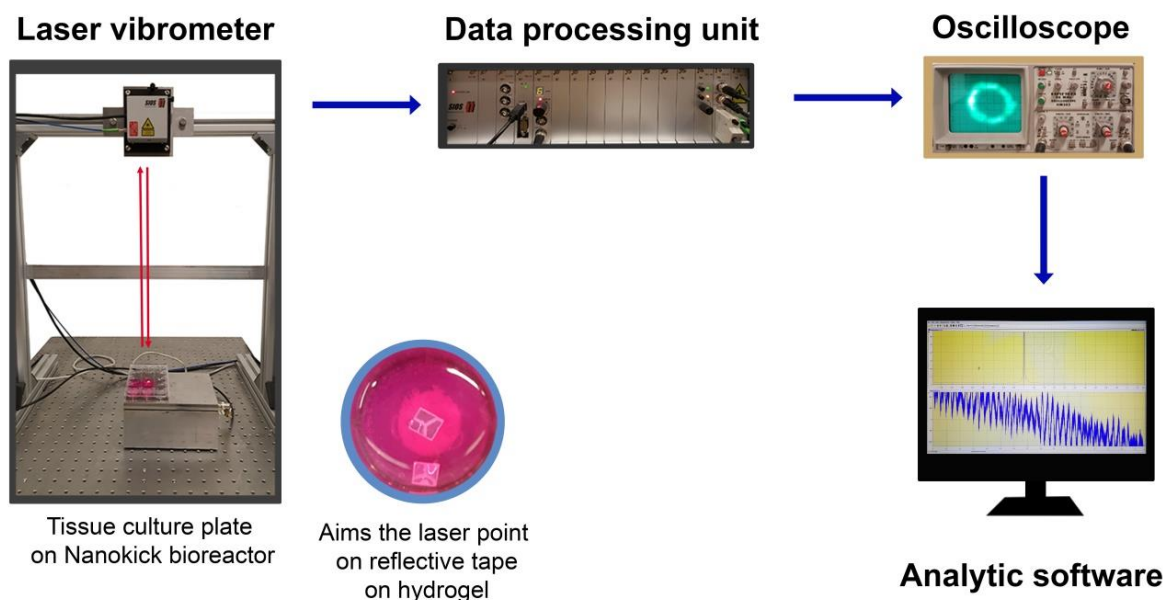 Laser vibrometer
Data processing unit
Oscilloscope
SIOS
Tissue culture plate
on Nanokick bioreactor
Aims the laser point
on reflective tape
on hydrogel
Analytic software